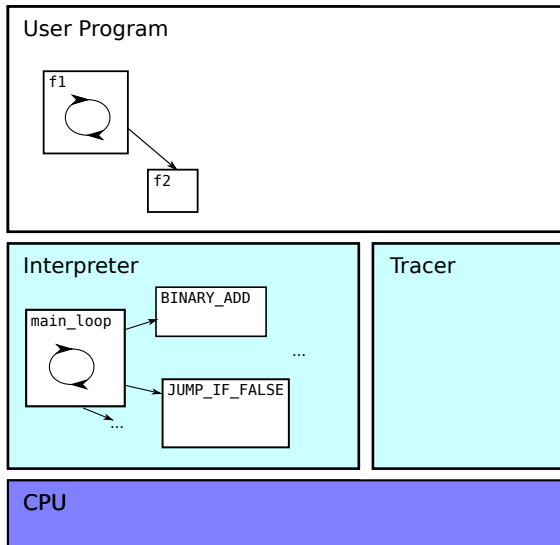 User Program
f1
f2
Interpreter
main_loop
BINARY_ADD
...
JUMP_IF_FALSE
...
Tracer
CPU